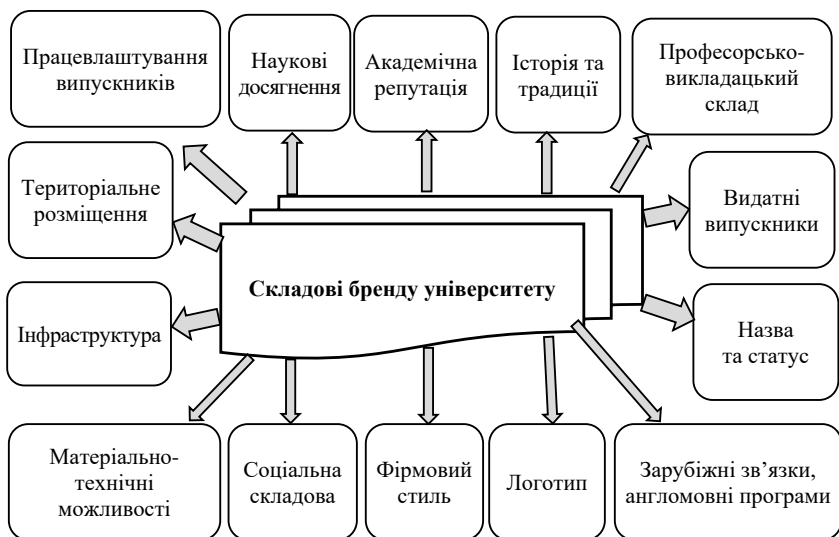 Працевлаштування
випускників
Наукові
досягнення
Академічна
репутація
Історія та
традиції
Професорсько-
викладацький
склад
Територіальне
розміщення
Видатні
випускники
Складові бренду університету
Інфраструктура
Назва
та статус
Матеріально-
технічні
можливості
Соціальна
складова
Фірмовий
стиль
Логотип
Зарубіжні зв’язки,
англомовні програми